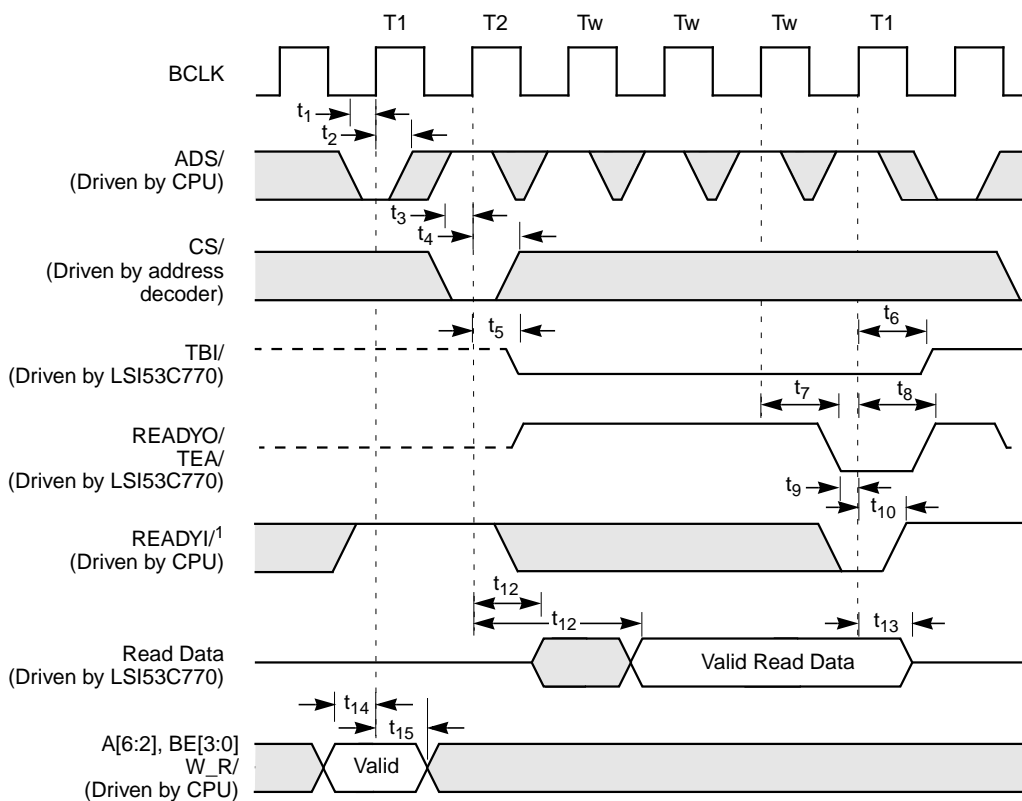 T1 T2 Tw Tw Tw T1
BCLK
t1
t2
ADS/
(Driven by CPU)
t3
t4
CS/
(Driven by address
decoder)
t5 t6
TBI/
(Driven by LSI53C770)
t7 t8
READYO/
TEA/
(Driven by LSI53C770)
t9
t10
READYI/1
(Driven by CPU)
t12
t12 t13
Read Data
(Driven by LSI53C770)
Valid Read Data
t14
t15
A[6:2], BE[3:0]
W_R/
(Driven by CPU)
Valid